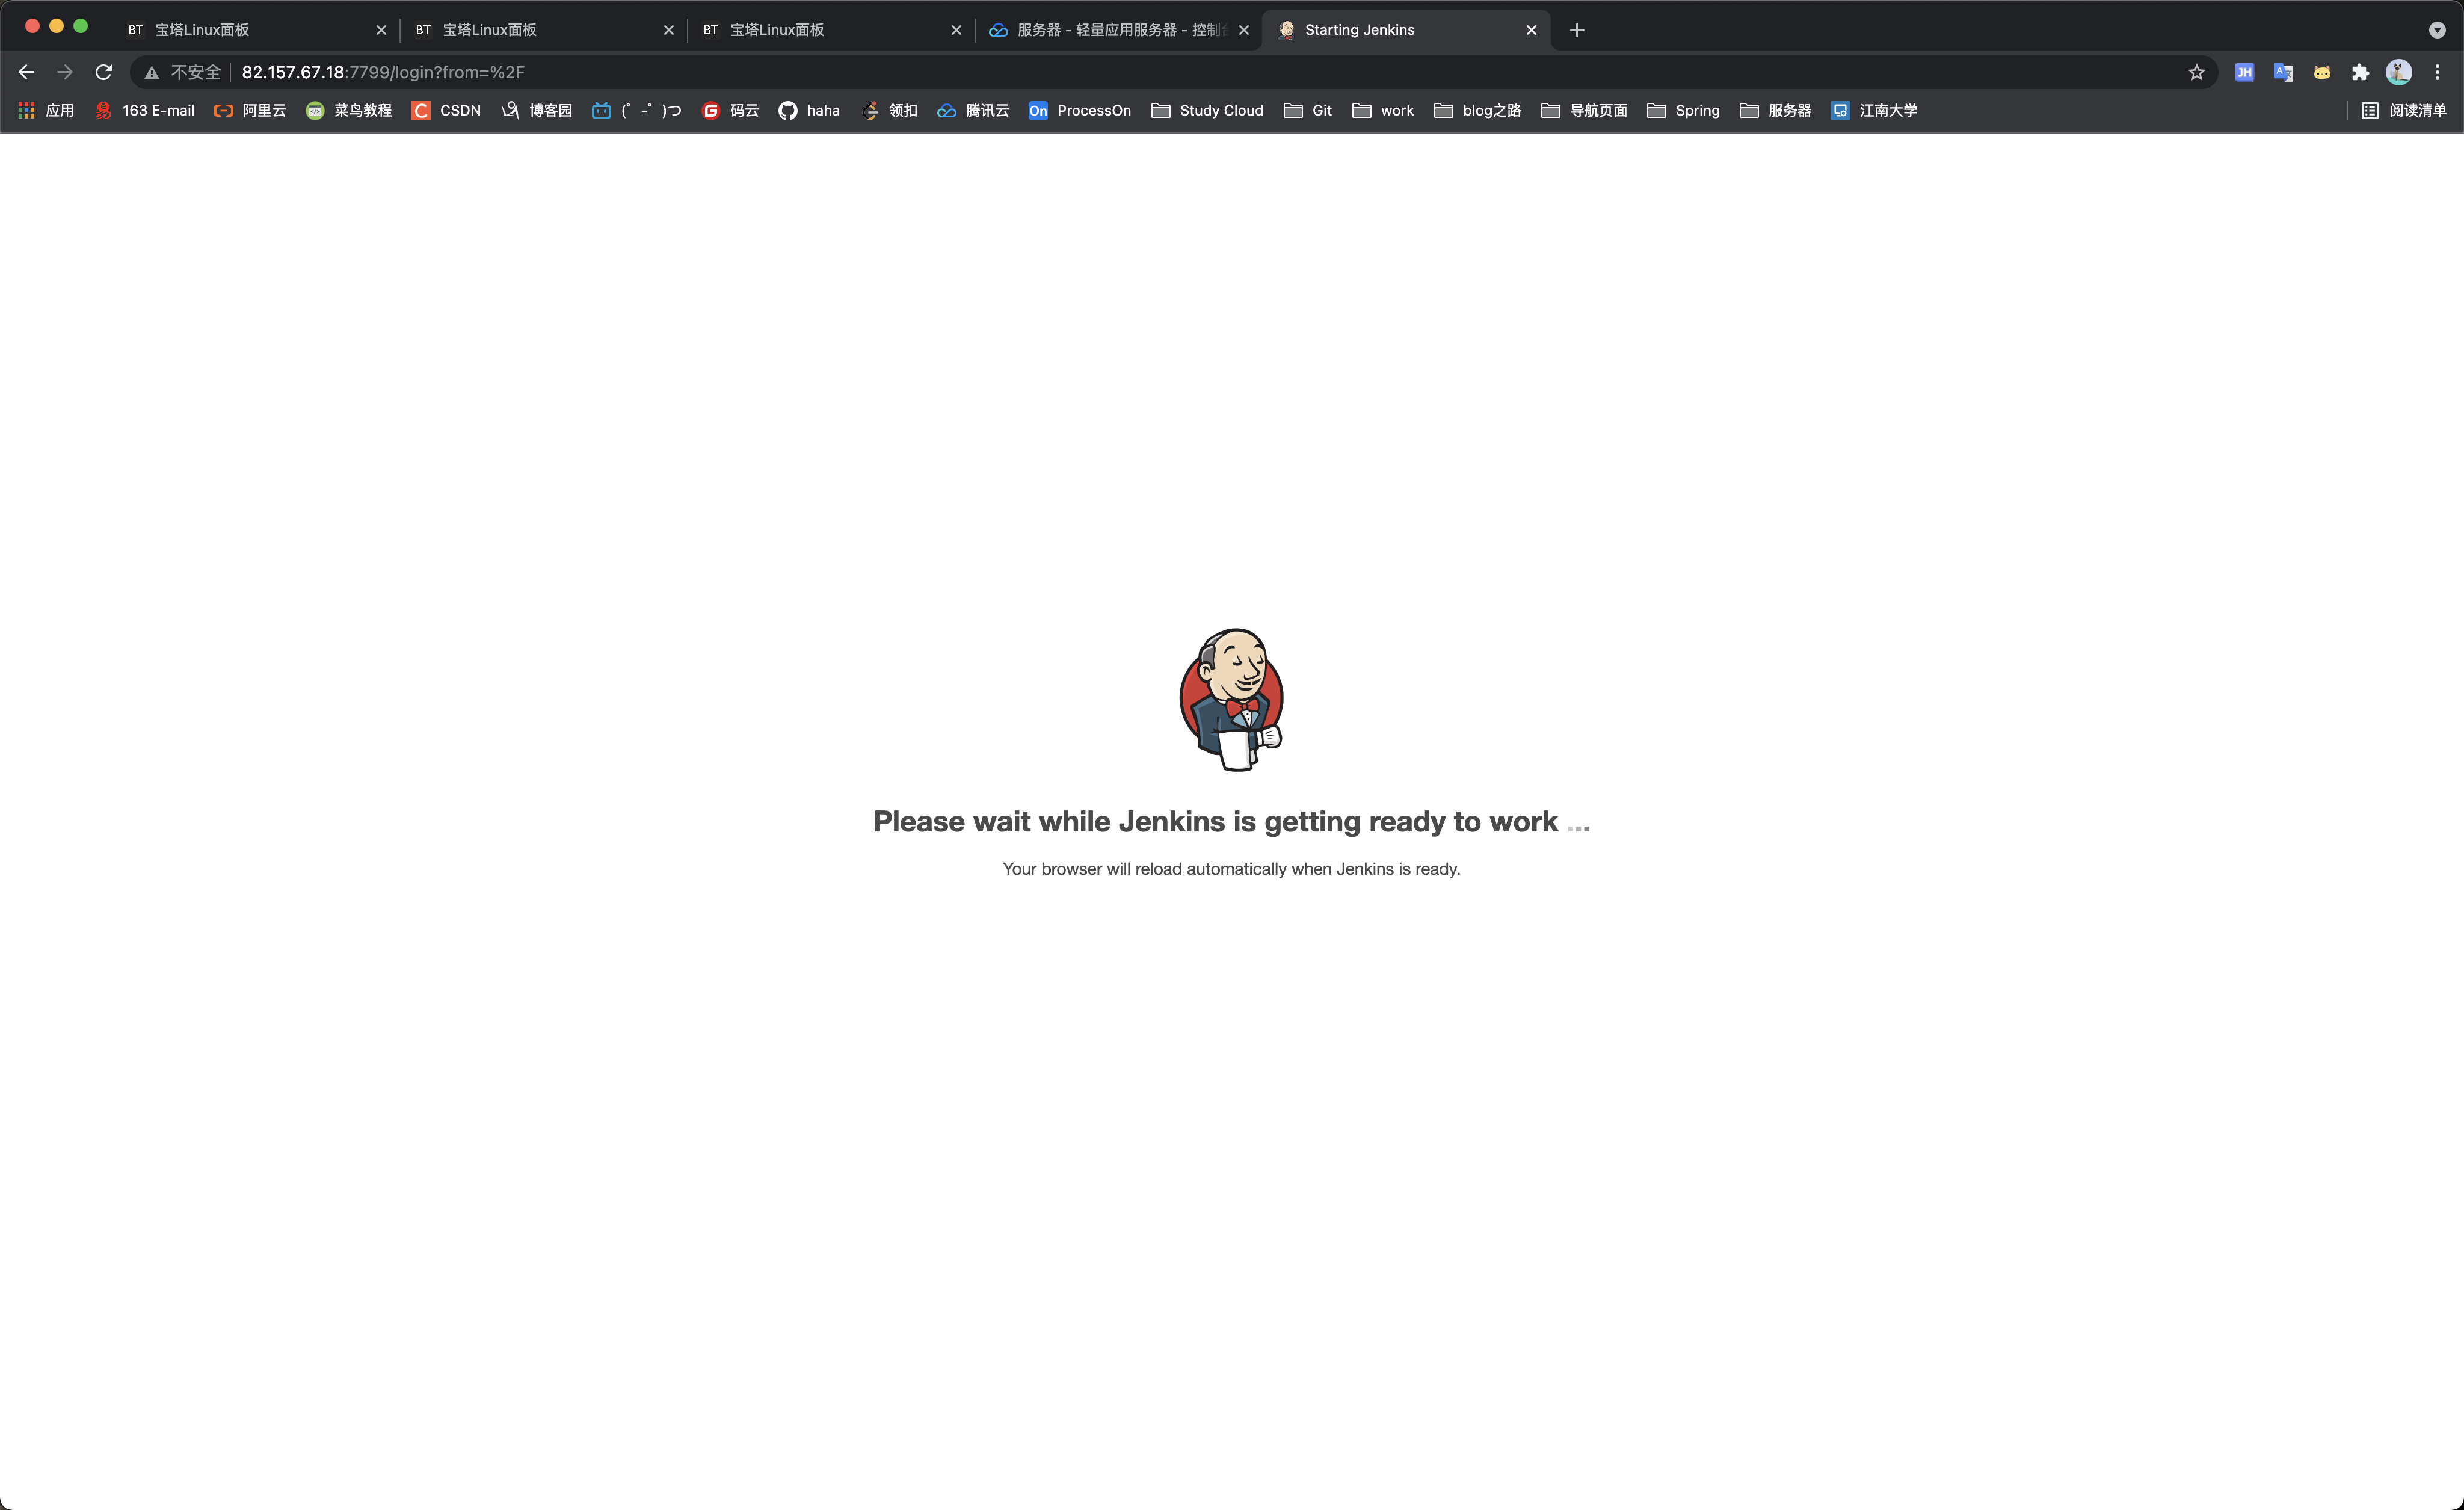 BT 宝塔Linux面板
BT 宝塔Linux面板
BT 宝塔Linux面板
服务器 - 轻量应用服务器 - 控制
Starting Jenkins
不安全 82.157.67.18:7799/login?from=%2F
JH
应用 163 E-mail 阿里云 菜鸟教程 C CSDN 博客园 (゜-゜)つ G 码云 haha 领扣 腾讯云 On ProcessOn Study Cloud Git work blog之路 导航页面 Spring 服务器 江南大学 阅读清单
Please wait while Jenkins is getting ready to work ...
Your browser will reload automatically when Jenkins is ready.